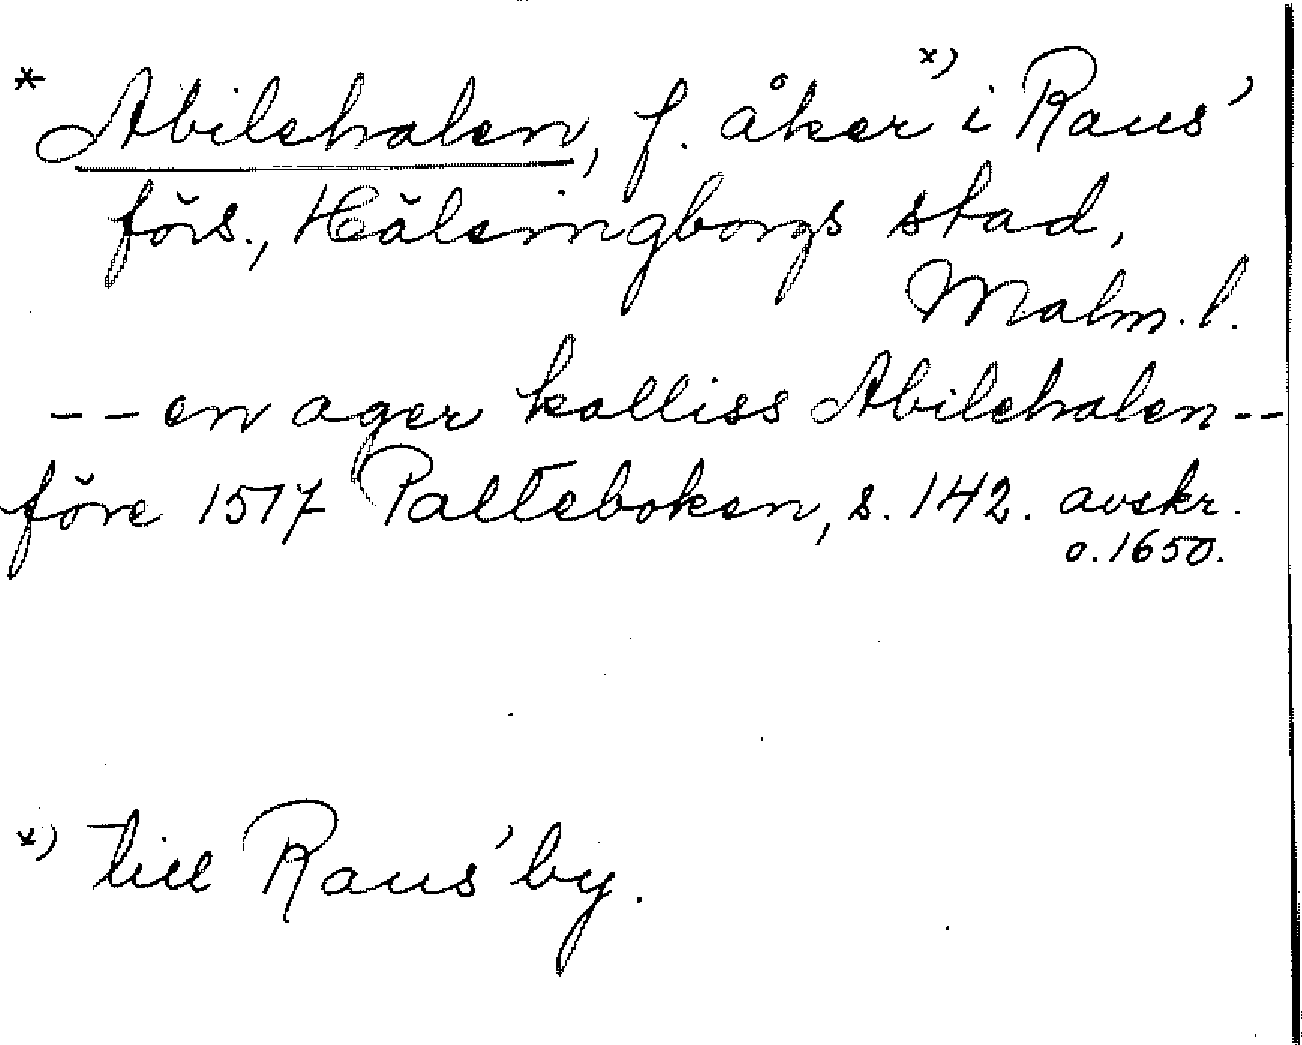 * Abilehalen, f. åker *) i Raus'
förs., Hälsingborgs stad,
Malm. l.
-- en ager kalliss Abilehalen --
före 1517 Palteboken, s. 142. avskr.
o. 1650.
*) till Raus' by.